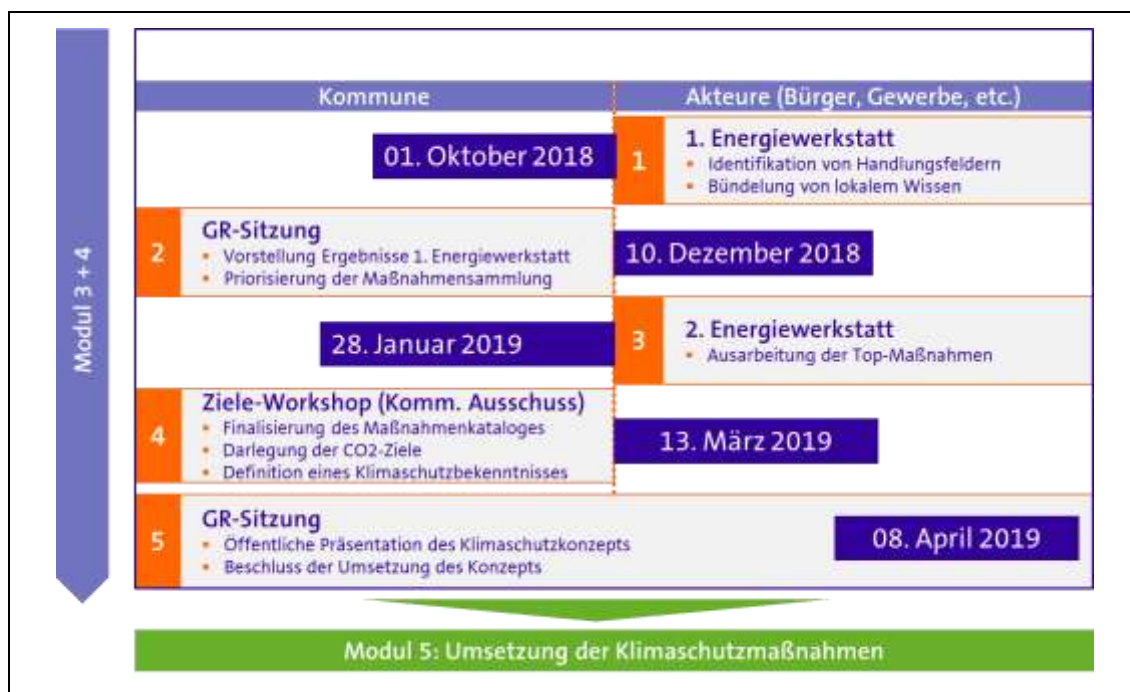 Modul 3 + 4
Kommune
Akteure (Bürger, Gewerbe, etc.)
01. Oktober 2018
1
1. Energiewerkstatt
Identifikation von Handlungsfeldern
Bündelung von lokalem Wissen
2
GR-Sitzung
Vorstellung Ergebnisse 1. Energiewerkstatt
Priorisierung der Maßnahmensammlung
10. Dezember 2018
28. Januar 2019
3
2. Energiewerkstatt
Ausarbeitung der Top-Maßnahmen
4
Ziele-Workshop (Komm. Ausschuss)
Finalisierung des Maßnahmenkataloges
Darlegung der CO2-Ziele
Definition eines Klimaschutzbekenntnisses
13. März 2019
5
GR-Sitzung
Öffentliche Präsentation des Klimaschutzkonzepts
Beschluss der Umsetzung des Konzepts
08. April 2019
Modul 5: Umsetzung der Klimaschutzmaßnahmen